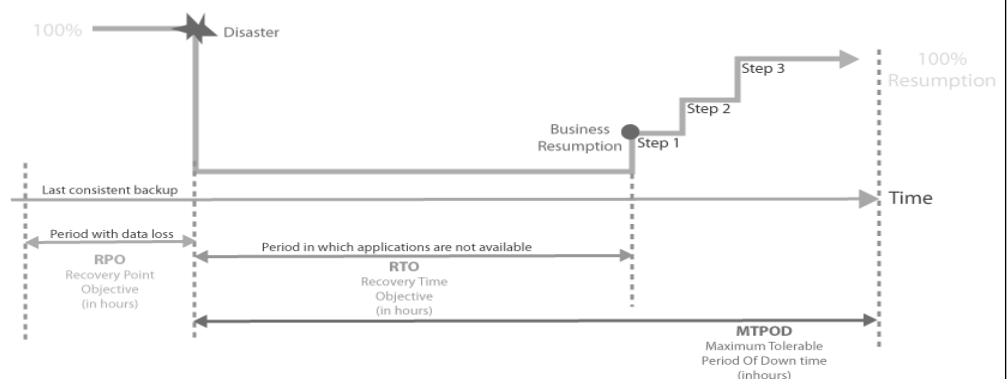 100%
Disaster
Step 3
100%
Resumption
Step 2
Business
Resumption
Step 1
Last consistent backup
Time
Period with data loss
Period in which applications are not available
RPO
Recovery Point
Objective
(in hours)
RTO
Recovery Time
Objective
(in hours)
MTPOD
Maximum Tolerable
Period Of Down time
(inhours)